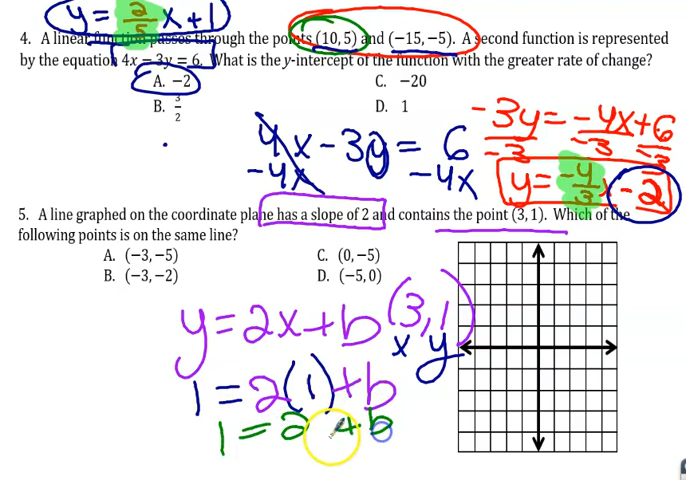 y = 2/5 x + 1
4. A linear function passes through the points (10, 5) and (−15, −5). A second function is represented
by the equation 4x − 3y = 6. What is the y-intercept of the function with the greater rate of change?
A. −2
C. −20
B. 3/2
D. 1
4x − 3y = 6
−4x −4x
−3y = −4x + 6
−3 −3 −3
y = −4/3 x − 2
5. A line graphed on the coordinate plane has a slope of 2 and contains the point (3, 1). Which of the
following points is on the same line?
A. (−3, −5)
C. (0, −5)
B. (−3, −2)
D. (−5, 0)
y = 2x + b (3, 1)
x y
1 = 2(1) + b
1 = 2 + b